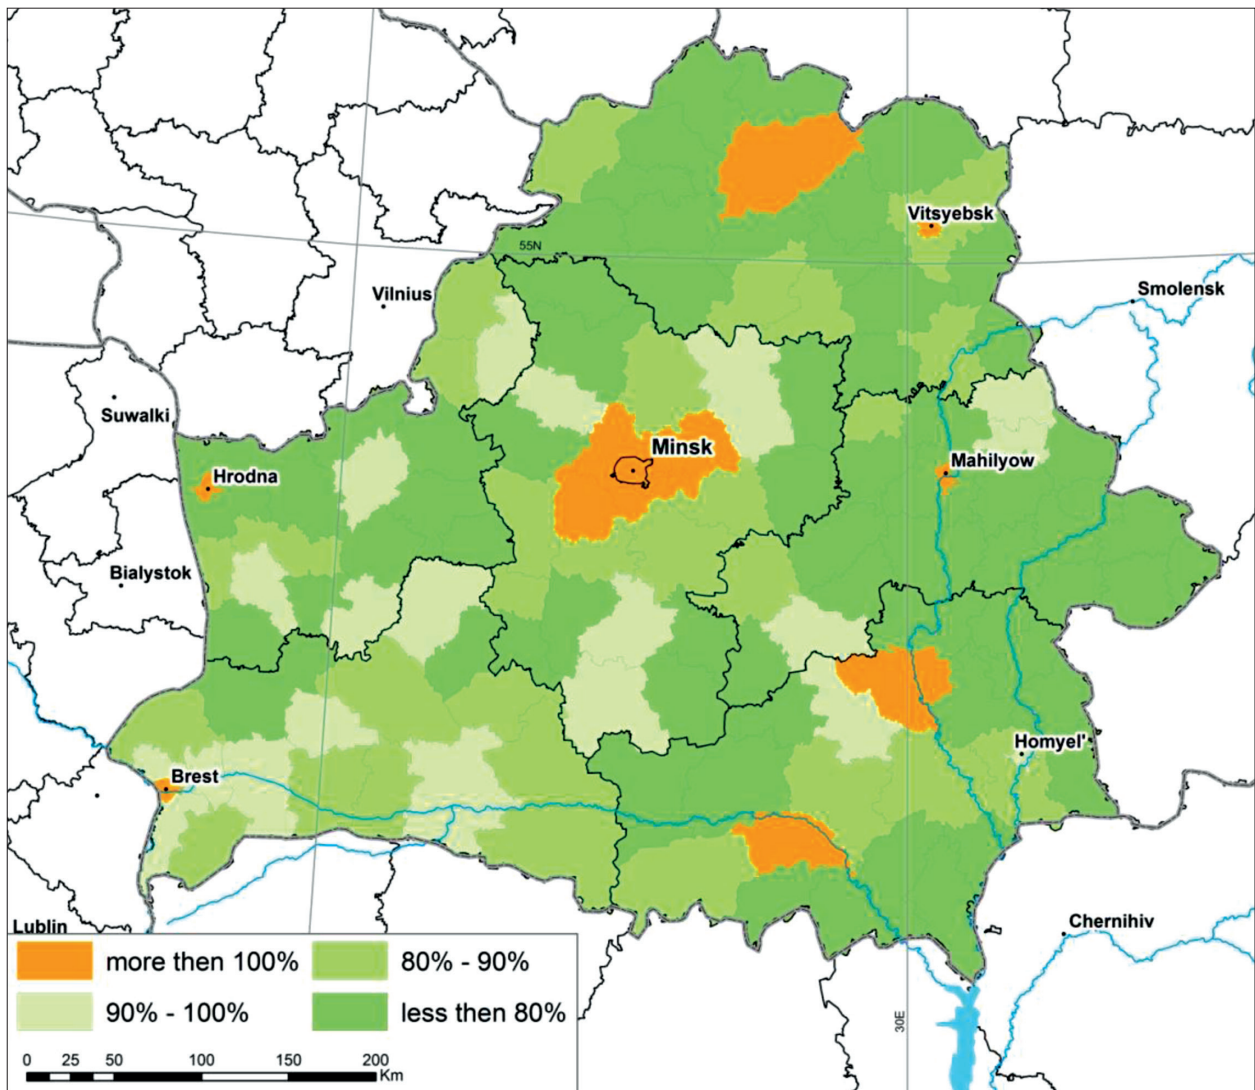 Vitsyebsk
55N
Smolensk
Vilnius
Suwalki
Minsk
Mahilyow
Hrodna
Bialystok
Homyel'
Brest
Lublin
Chernihiv
more then 100%
80% - 90%
90% - 100%
less then 80%
30E
0 25 50 100 150 200
Km